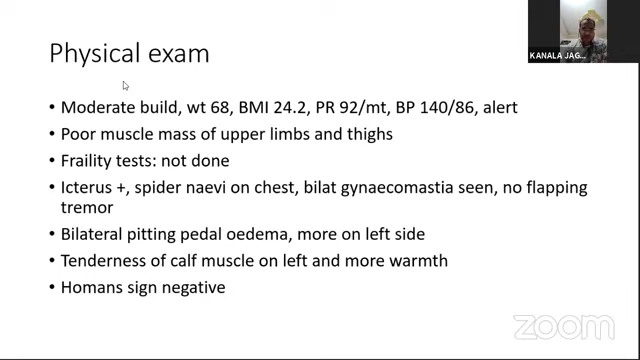 Physical exam
KANALA JAG...
• Moderate build, wt 68, BMI 24.2, PR 92/mt, BP 140/86, alert
• Poor muscle mass of upper limbs and thighs
• Fraility tests: not done
• Icterus +, spider naevi on chest, bilat gynaecomastia seen, no flapping
tremor
• Bilateral pitting pedal oedema, more on left side
• Tenderness of calf muscle on left and more warmth
• Homans sign negative
zoom